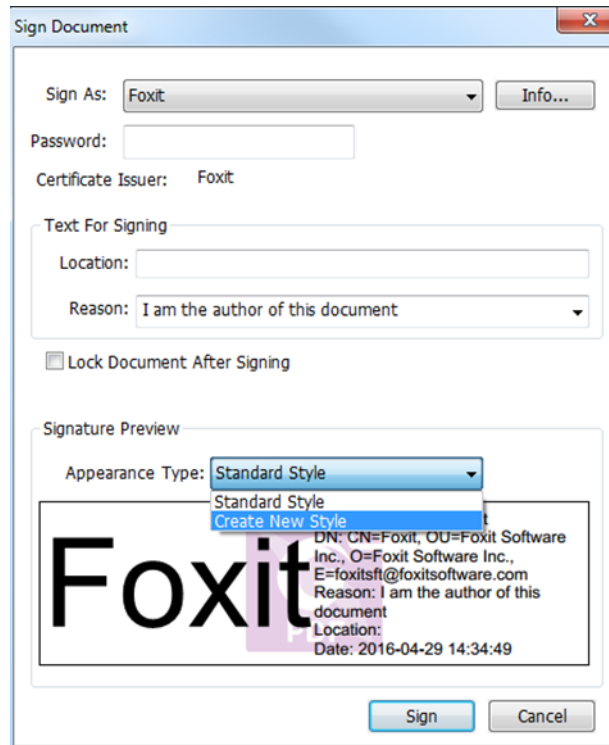 Sign Document
Sign As: Foxit Info...
Password:
Certificate Issuer: Foxit
Text For Signing
Location:
Reason: I am the author of this document
Lock Document After Signing
Signature Preview
Appearance Type: Standard Style
Standard Style
Create New Style
Foxit
DN: CN=Foxit, OU=Foxit Software
Inc., O=Foxit Software Inc.,
E=foxitsft@foxitsoftware.com
Reason: I am the author of this
document
Location:
Date: 2016-04-29 14:34:49
PDF
Sign Cancel